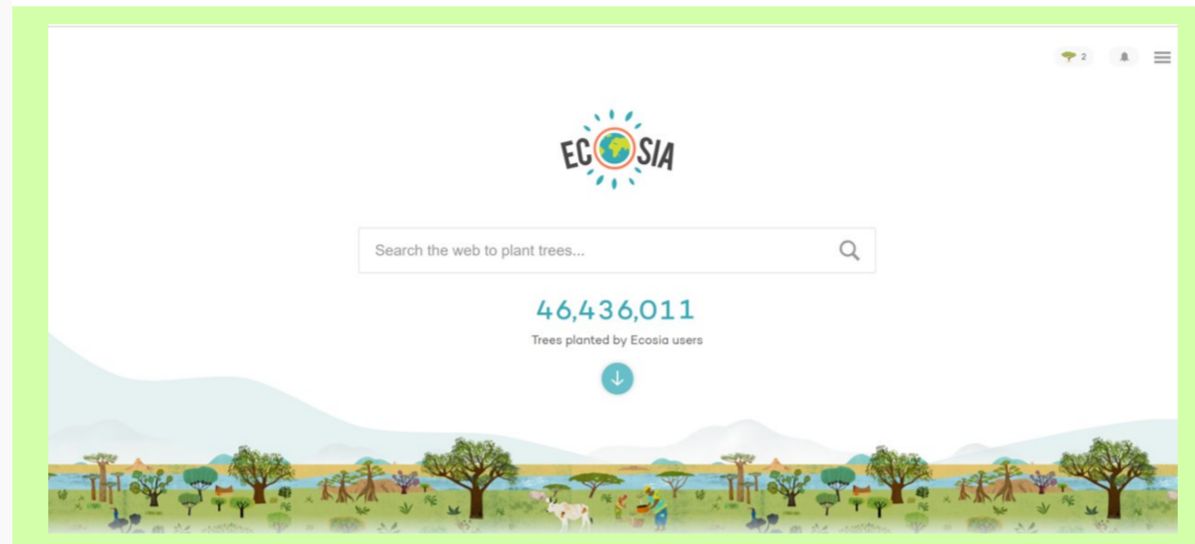 2
ECOSIA
Search the web to plant trees...
46,436,011
Trees planted by Ecosia users